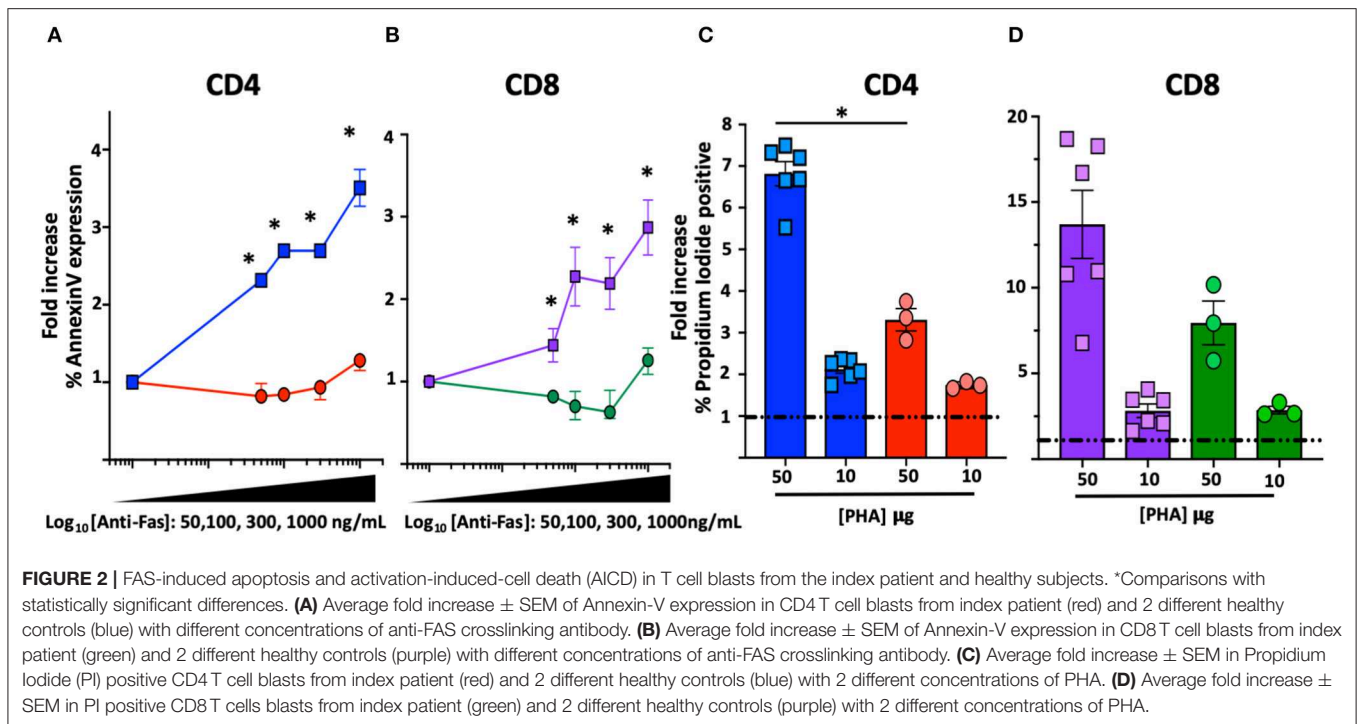 A
B
C
D
CD4
CD8
CD4
CD8
Fold increase
% AnnexinV expression
4
3
2
1
*
*
*
*
4
3
2
1
*
*
*
*
Fold increase
% Propidium Iodide positive
8
7
6
5
4
3
2
1
*
20
15
10
5
50
10
50
10
50
10
50
10
Log10 [Anti-Fas]: 50,100, 300, 1000 ng/mL
Log10 [Anti-Fas]: 50,100, 300, 1000ng/mL
[PHA] µg
[PHA] µg
FIGURE 2 | FAS-induced apoptosis and activation-induced-cell death (AICD) in T cell blasts from the index patient and healthy subjects. *Comparisons with
statistically significant differences. (A) Average fold increase ± SEM of Annexin-V expression in CD4 T cell blasts from index patient (red) and 2 different healthy
controls (blue) with different concentrations of anti-FAS crosslinking antibody. (B) Average fold increase ± SEM of Annexin-V expression in CD8 T cell blasts from index
patient (green) and 2 different healthy controls (purple) with different concentrations of anti-FAS crosslinking antibody. (C) Average fold increase ± SEM in Propidium
Iodide (PI) positive CD4 T cell blasts from index patient (red) and 2 different healthy controls (blue) with 2 different concentrations of PHA. (D) Average fold increase ±
SEM in PI positive CD8 T cells blasts from index patient (green) and 2 different healthy controls (purple) with 2 different concentrations of PHA.